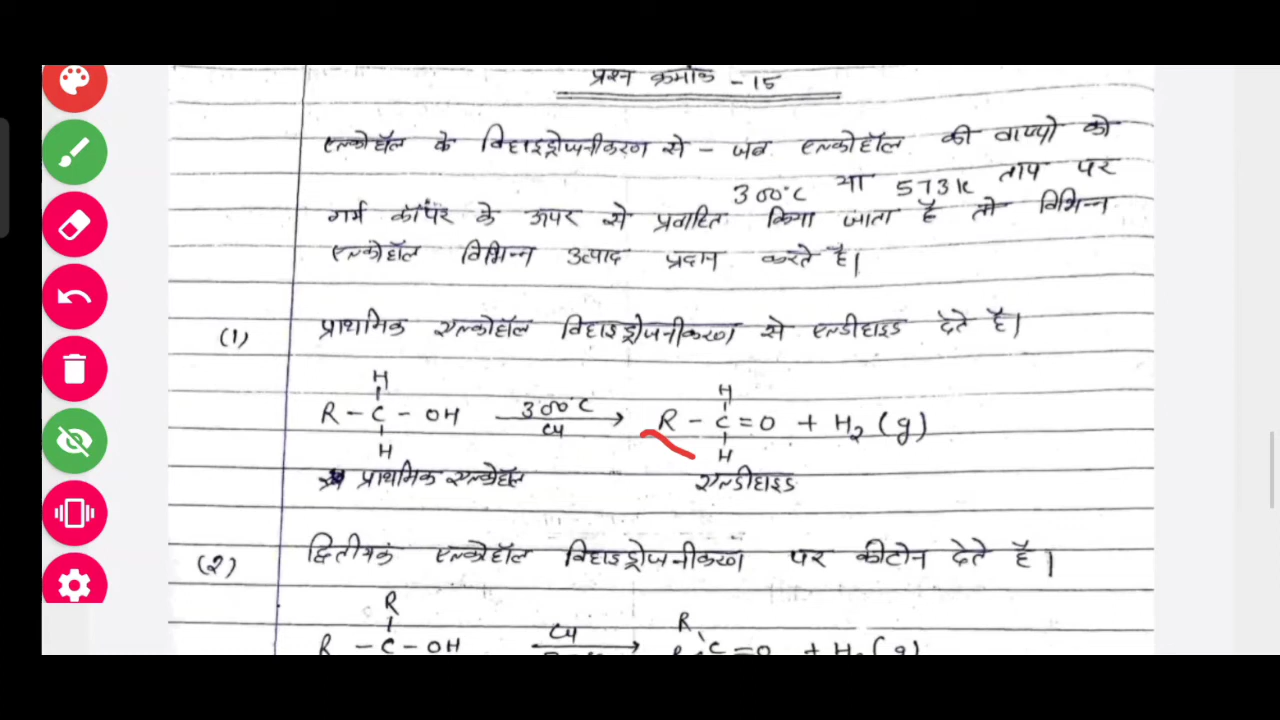 प्रश्न क्रमांक - 15
एल्कोहॉल के विहाइड्रोजनीकरण से - जब एल्कोहॉल की वाष्पो को
300°C या 573K ताप पर
गर्म कॉपर के ऊपर से प्रवाहित किया जाता है तो विभिन्न
एल्कोहॉल विभिन्न उत्पाद प्रदान करते है।
(1) प्राथमिक एल्कोहॉल विहाइड्रोजनीकरण से एल्डीहाइड देते है।
H H
R - C - OH 300°C R - C = O + H₂ (g)
H Cu H
प्राथमिक एल्कोहॉल एल्डीहाइड
(2) द्वितीयक एल्कोहॉल विहाइड्रोजनीकरण पर कीटोन देते है।
R R
R - C - OH Cu C = O + H₂ (g)